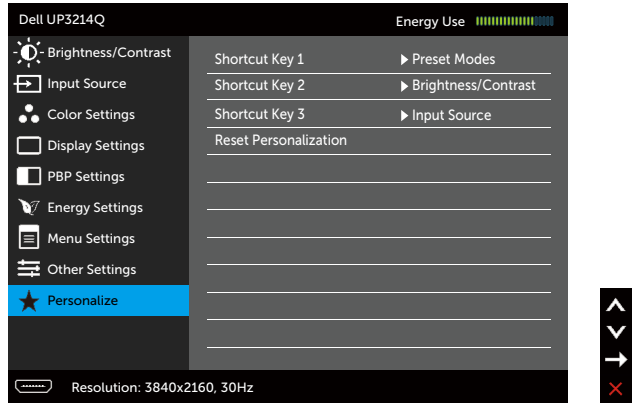 Dell UP3214Q Energy Use
Brightness/Contrast
Input Source
Color Settings
Display Settings
PBP Settings
Energy Settings
Menu Settings
Other Settings
Personalize
Shortcut Key 1 Preset Modes
Shortcut Key 2 Brightness/Contrast
Shortcut Key 3 Input Source
Reset Personalization
Resolution: 3840x2160, 30Hz